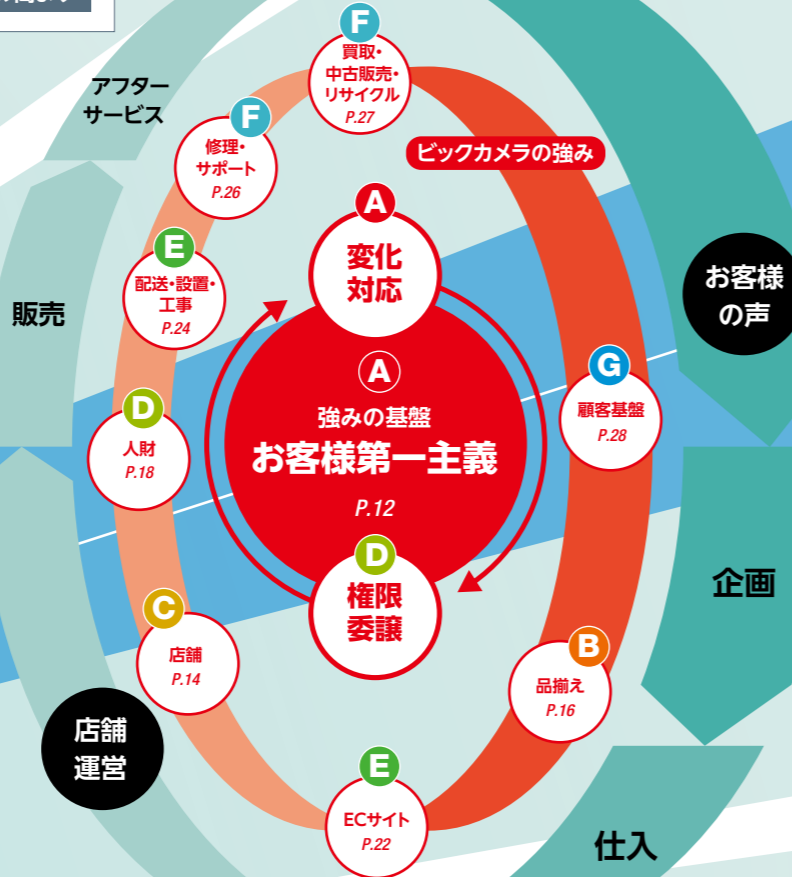 F
買取・
中古販売・
リサイクル
P.27
アフター
サービス
F
修理・
サポート
P.26
ビックカメラの強み
A
変化
対応
E
配送・設置・
工事
P.24
お客様
の声
販売
A
強みの基盤
お客様第一主義
P.12
G
顧客基盤
P.28
D
人財
P.18
D
権限
委譲
企画
C
店舗
P.14
B
品揃え
P.16
店舗
運営
E
ECサイト
P.22
仕入